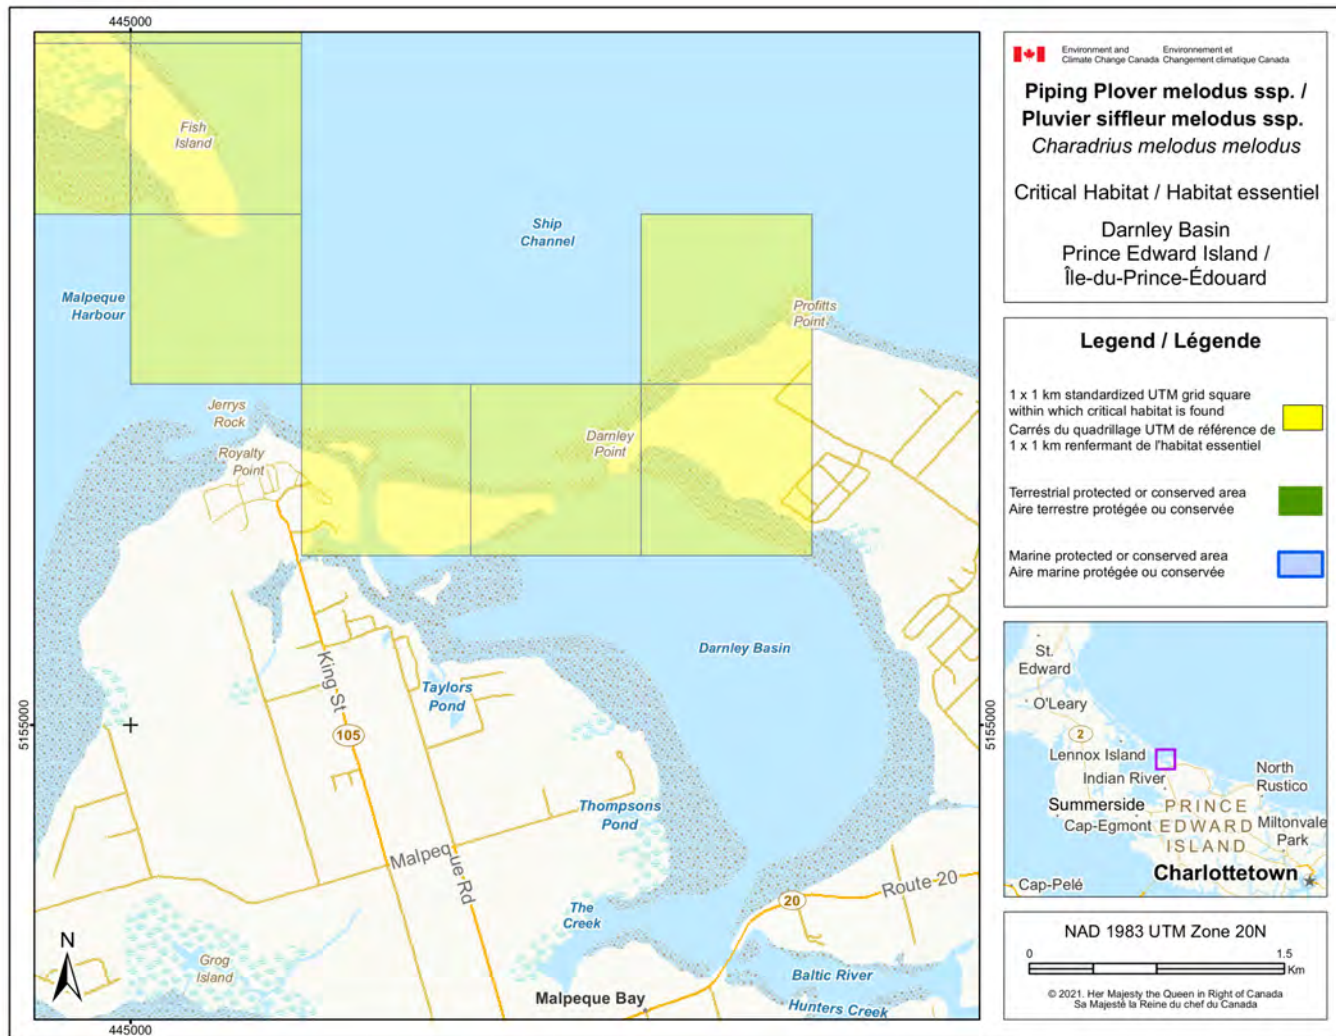 445000
Fish
Island
Ship
Channel
Malpeque
Harbour
Profitts
Point
Jerrys
Rock
Royalty
Point
Darnley
Point
Darnley Basin
Taylors
Pond
King St
105
E
5155000
5155000
Thompsons
Pond
Malpeque Rd
Route 20
20
The
Creek
Grog
Island
Baltic River
Malpeque Bay
Hunters Creek
N
445000
Environment and
Climate Change Canada
Environnement et
Changement climatique Canada
Piping Plover melodus ssp. /
Pluvier siffleur melodus ssp.
Charadrius melodus melodus
Critical Habitat / Habitat essentiel
Darnley Basin
Prince Edward Island /
Île-du-Prince-Édouard
Legend / Légende
1 x 1 km standardized UTM grid square
within which critical habitat is found
Carrés du quadrillage UTM de référence de
1 x 1 km renfermant de l'habitat essentiel
Terrestrial protected or conserved area
Aire terrestre protégée ou conservée
Marine protected or conserved area
Aire marine protégée ou conservée
St.
Edward
O'Leary
2
Lennox Island
Indian River
North
Rustico
Summerside
PRINCE
Cap-Egmont
EDWARD
Miltonvale
Park
ISLAND
Charlottetown
Cap-Pelé
NAD 1983 UTM Zone 20N
0 1.5
Km
© 2021. Her Majesty the Queen in Right of Canada
Sa Majesté la Reine du chef du Canada